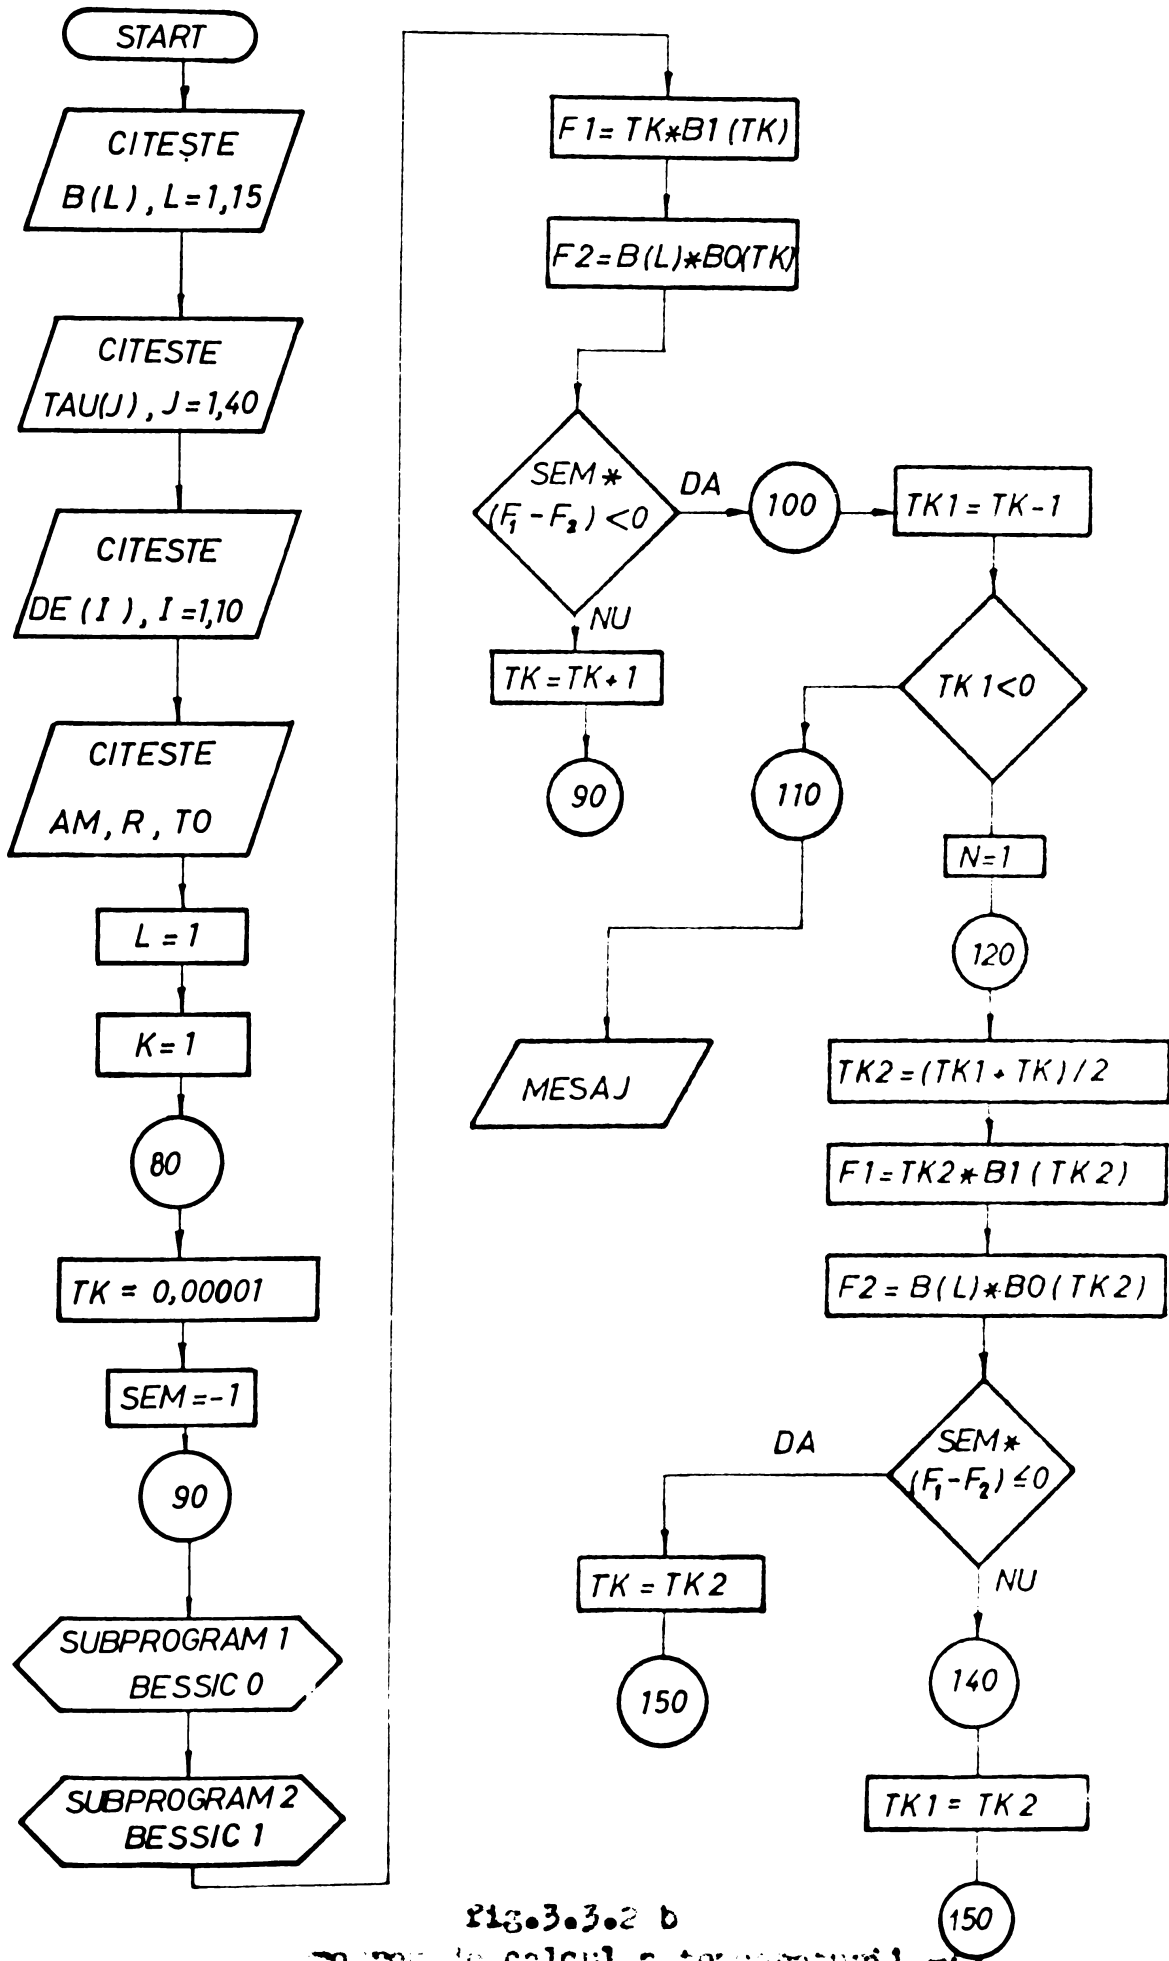 START
CITEȘTE
B(L), L=1,15
CITESTE
TAU(J), J=1,40
CITESTE
DE(I), I=1,10
CITESTE
AM, R, TO
L=1
K=1
80
TK = 0,00001
SEM=-1
90
SUBPROGRAM 1
BESSIC 0
SUBPROGRAM 2
BESSIC 1
F1=TK*B1(TK)
F2=B(L)*BO(TK)
SEM*
(F₁-F₂)<0
DA
NU
TK=TK+1
90
100
TK1=TK-1
TK1<0
110
MESAJ
N=1
120
TK2=(TK1+TK)/2
F1=TK2*B1(TK2)
F2=B(L)*BO(TK2)
SEM*
(F₁-F₂)≤0
DA
TK=TK2
150
NU
140
TK1=TK2
150
fig.3.3.2 b
calcul a